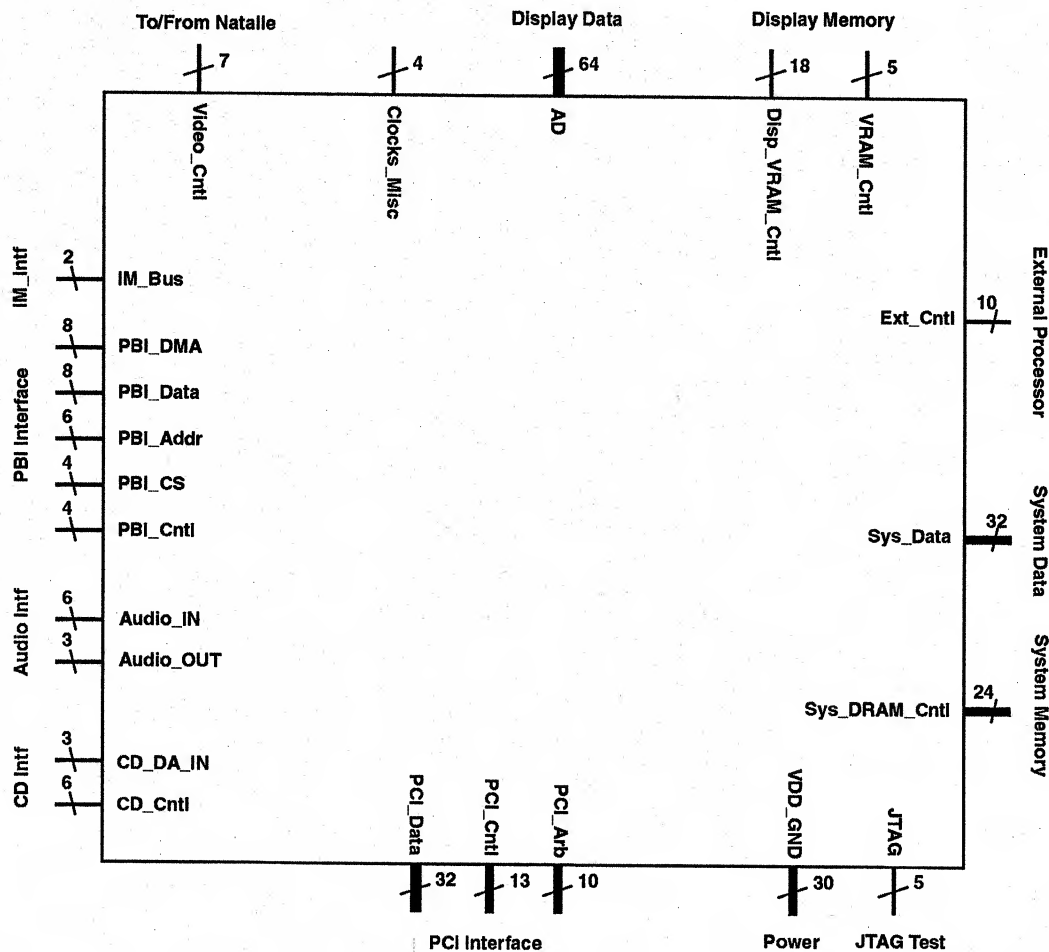 To/From Natalie
Display Data
Display Memory
7
4
64
18
5
Video_Cntl
Clocks_Misc
AD
Disp_VRAM_Cntl
VRAM_Cntl
IM_Intf
2
IM_Bus
PBI Interface
8
PBI_DMA
8
PBI_Data
6
PBI_Addr
4
PBI_CS
4
PBI_Cntl
Audio Intf
6
Audio_IN
3
Audio_OUT
CD Intf
3
CD_DA_IN
6
CD_Cntl
External Processor
10
Ext_Cntl
System Data
32
Sys_Data
System Memory
24
Sys_DRAM_Cntl
PCI_Data
PCI_Cntl
PCI_Arb
VDD_GND
JTAG
32
13
10
30
5
PCI Interface
Power
JTAG Test